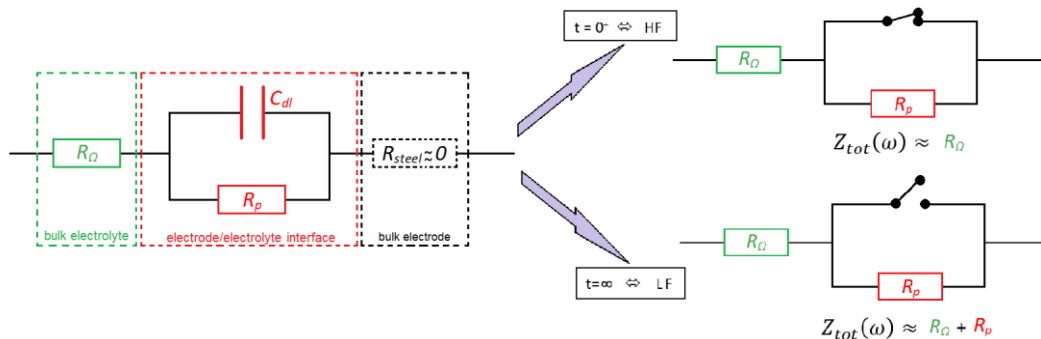 R_Ω
C_dl
R_p
R_steel≈0
bulk electrolyte
electrode/electrolyte interface
bulk electrode
t = 0⁺ ⇔ HF
t=∞ ⇔ LF
R_Ω
R_p
Z_tot(ω) ≈ R_Ω
R_Ω
R_p
Z_tot(ω) ≈ R_Ω + R_p